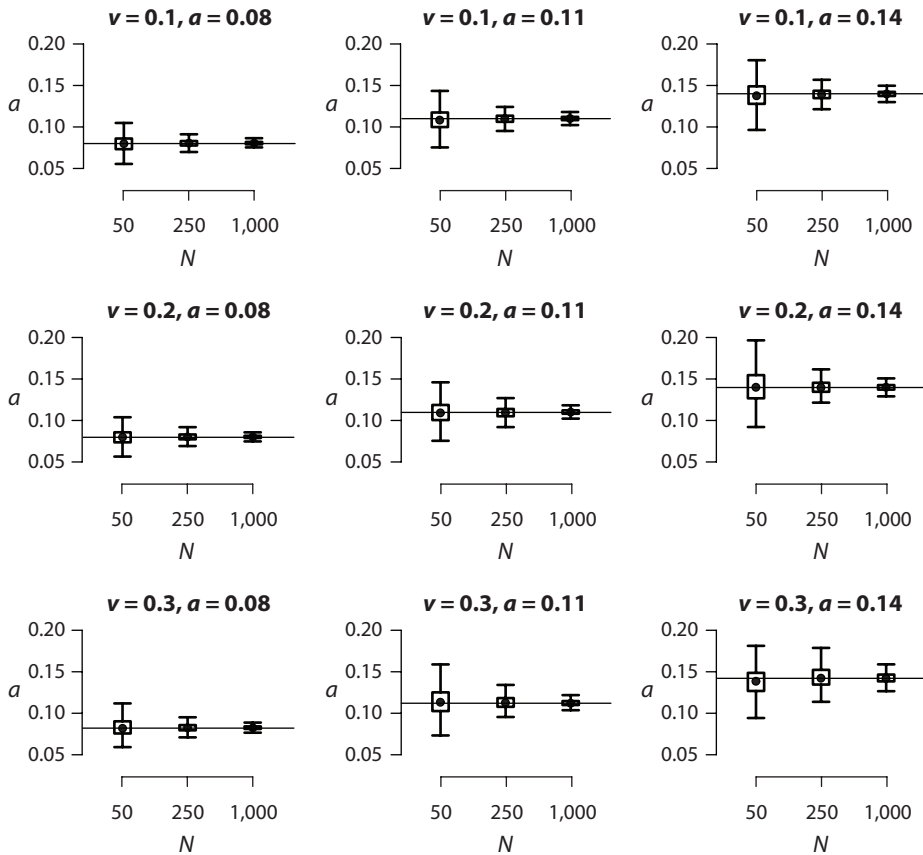 v = 0.1, a = 0.08
v = 0.1, a = 0.11
v = 0.1, a = 0.14
0.20
0.15
0.10
0.05
a
50
250
1,000
N
0.20
0.15
0.10
0.05
a
50
250
1,000
N
0.20
0.15
0.10
0.05
a
50
250
1,000
N
v = 0.2, a = 0.08
v = 0.2, a = 0.11
v = 0.2, a = 0.14
0.20
0.15
0.10
0.05
a
50
250
1,000
N
0.20
0.15
0.10
0.05
a
50
250
1,000
N
0.20
0.15
0.10
0.05
a
50
250
1,000
N
v = 0.3, a = 0.08
v = 0.3, a = 0.11
v = 0.3, a = 0.14
0.20
0.15
0.10
0.05
a
50
250
1,000
N
0.20
0.15
0.10
0.05
a
50
250
1,000
N
0.20
0.15
0.10
0.05
a
50
250
1,000
N